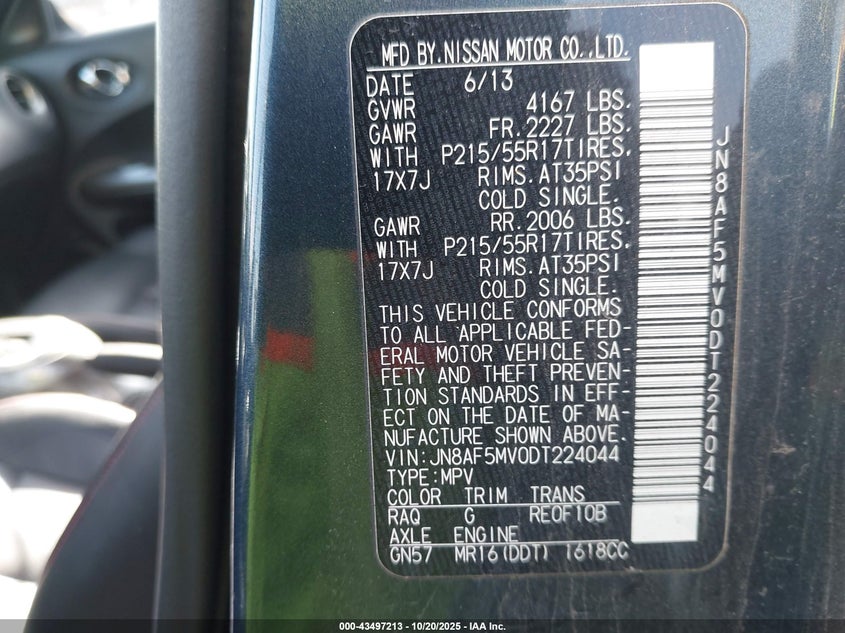 MFD BY.NISSAN MOTOR CO.,LTD.
DATE 6/13
GVWR 4167 LBS.
GAWR FR.2227 LBS.
WITH P215/55R17TIRES.
17X7J RIMS.AT35PSI
COLD SINGLE.
GAWR RR.2006 LBS.
WITH P215/55R17TIRES.
17X7J RIMS.AT35PSI
COLD SINGLE.
THIS VEHICLE CONFORMS
TO ALL APPLICABLE FED-
ERAL MOTOR VEHICLE SA-
FETY AND THEFT PREVEN-
TION STANDARDS IN EFF-
ECT ON THE DATE OF MA-
NUFACTURE SHOWN ABOVE.
VIN:JN8AF5MV0DT224044
TYPE:MPV
COLOR TRIM TRANS
RAQ G RE0F10B
AXLE ENGINE
GN57 MR16(DDT) 1618CC
JN8AF5MV0DT224044
000-43497213 - 10/20/2025 - IAA Inc.